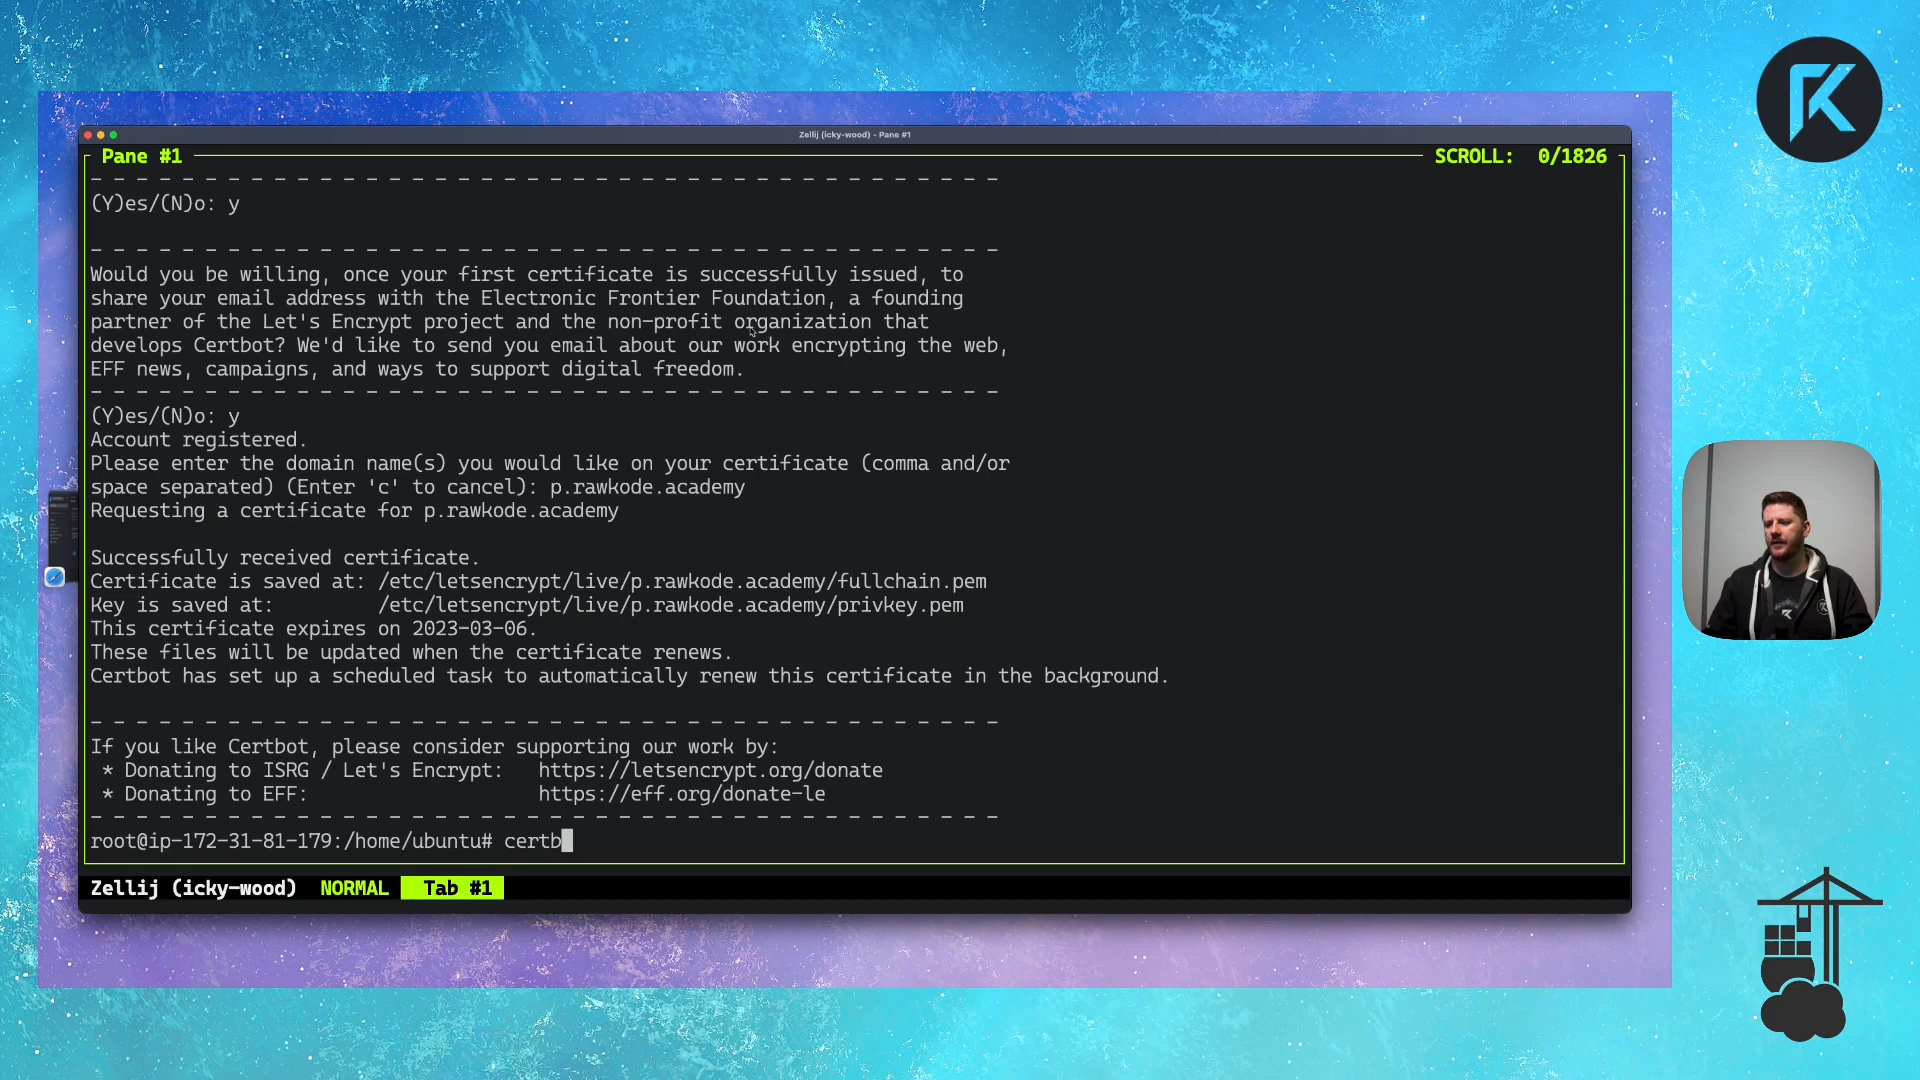 Zellij (icky-wood) - Pane #1
Pane #1 SCROLL: 0/1826
- - - - - - - - - - - - - - - - - - - - - - - - - - - - - - - - - - - - - - - -
(Y)es/(N)o: y
- - - - - - - - - - - - - - - - - - - - - - - - - - - - - - - - - - - - - - - -
Would you be willing, once your first certificate is successfully issued, to
share your email address with the Electronic Frontier Foundation, a founding
partner of the Let's Encrypt project and the non-profit organization that
develops Certbot? We'd like to send you email about our work encrypting the web,
EFF news, campaigns, and ways to support digital freedom.
- - - - - - - - - - - - - - - - - - - - - - - - - - - - - - - - - - - - - - - -
(Y)es/(N)o: y
Account registered.
Please enter the domain name(s) you would like on your certificate (comma and/or
space separated) (Enter 'c' to cancel): p.rawkode.academy
Requesting a certificate for p.rawkode.academy
Successfully received certificate.
Certificate is saved at: /etc/letsencrypt/live/p.rawkode.academy/fullchain.pem
Key is saved at:         /etc/letsencrypt/live/p.rawkode.academy/privkey.pem
This certificate expires on 2023-03-06.
These files will be updated when the certificate renews.
Certbot has set up a scheduled task to automatically renew this certificate in the background.
- - - - - - - - - - - - - - - - - - - - - - - - - - - - - - - - - - - - - - - -
If you like Certbot, please consider supporting our work by:
* Donating to ISRG / Let's Encrypt:   https://letsencrypt.org/donate
* Donating to EFF:                    https://eff.org/donate-le
- - - - - - - - - - - - - - - - - - - - - - - - - - - - - - - - - - - - - - - -
root@ip-172-31-81-179:/home/ubuntu# certb
Zellij (icky-wood) NORMAL Tab #1